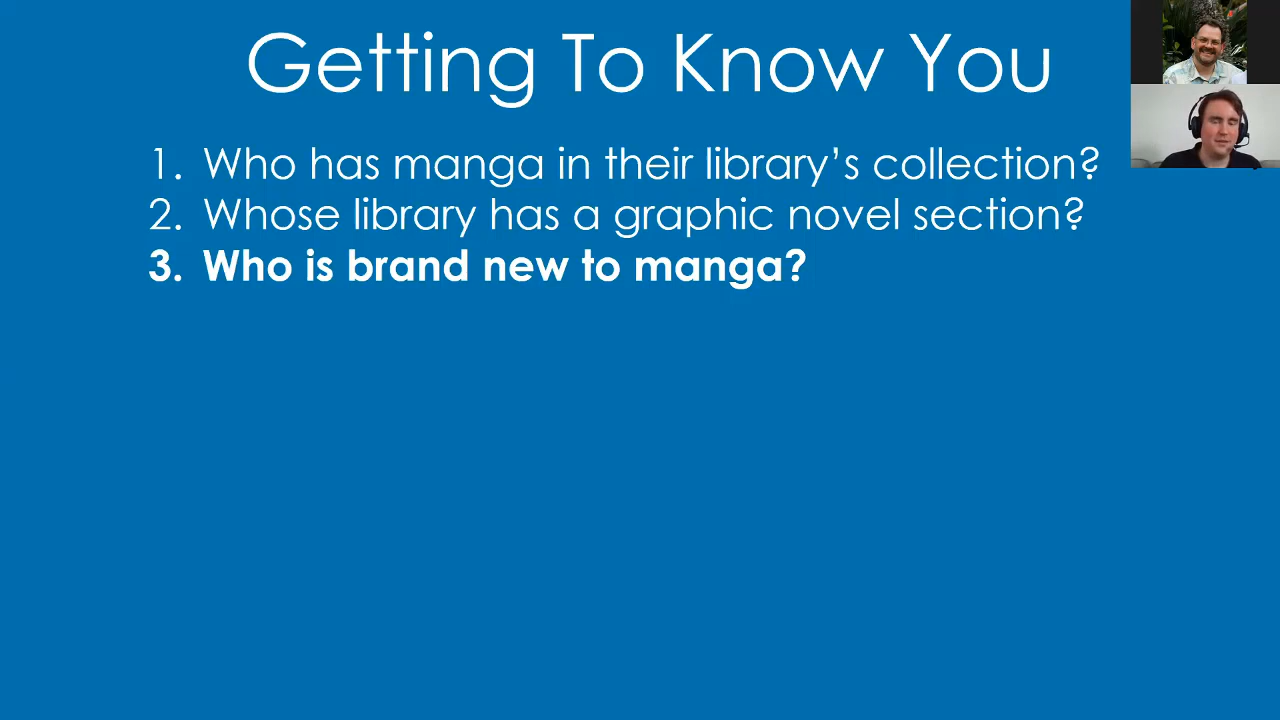 Getting To Know You
1. Who has manga in their library’s collection?
2. Whose library has a graphic novel section?
3. Who is brand new to manga?